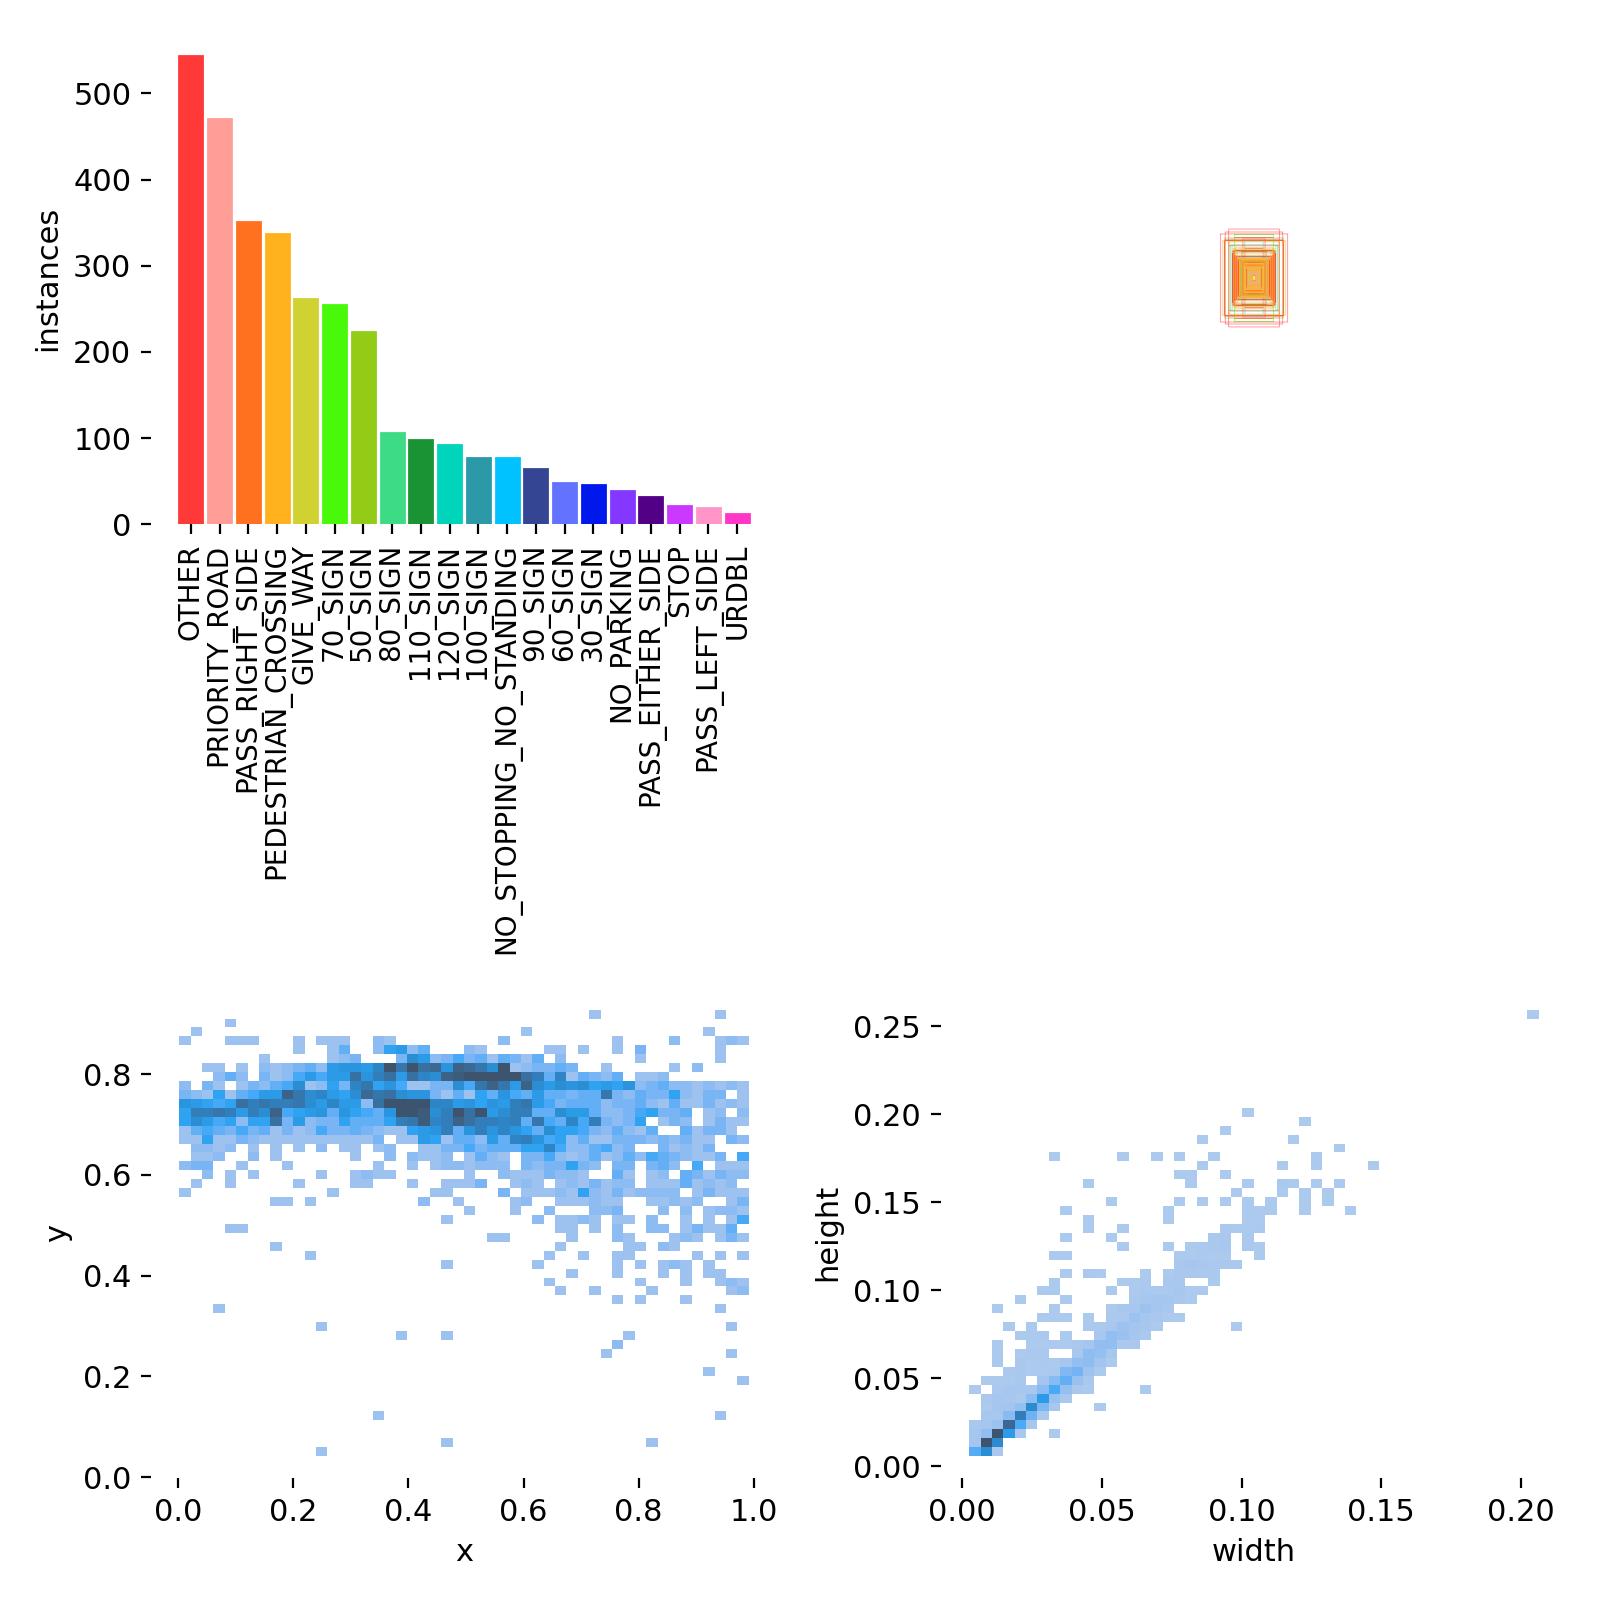 500
400
300
200
100
0
instances
OTHER
PRIORITY_ROAD
PASS_RIGHT_SIDE
PEDESTRIAN_CROSSING
GIVE_WAY
70_SIGN
50_SIGN
80_SIGN
110_SIGN
120_SIGN
100_SIGN
NO_STOPPING_NO_STANDING
90_SIGN
60_SIGN
30_SIGN
NO_PARKING
PASS_EITHER_SIDE
STOP
PASS_LEFT_SIDE
URDBL
0.8
0.6
0.4
0.2
0.0
y
0.0 0.2 0.4 0.6 0.8 1.0
x
0.25
0.20
0.15
0.10
0.05
0.00
height
0.00 0.05 0.10 0.15 0.20
width